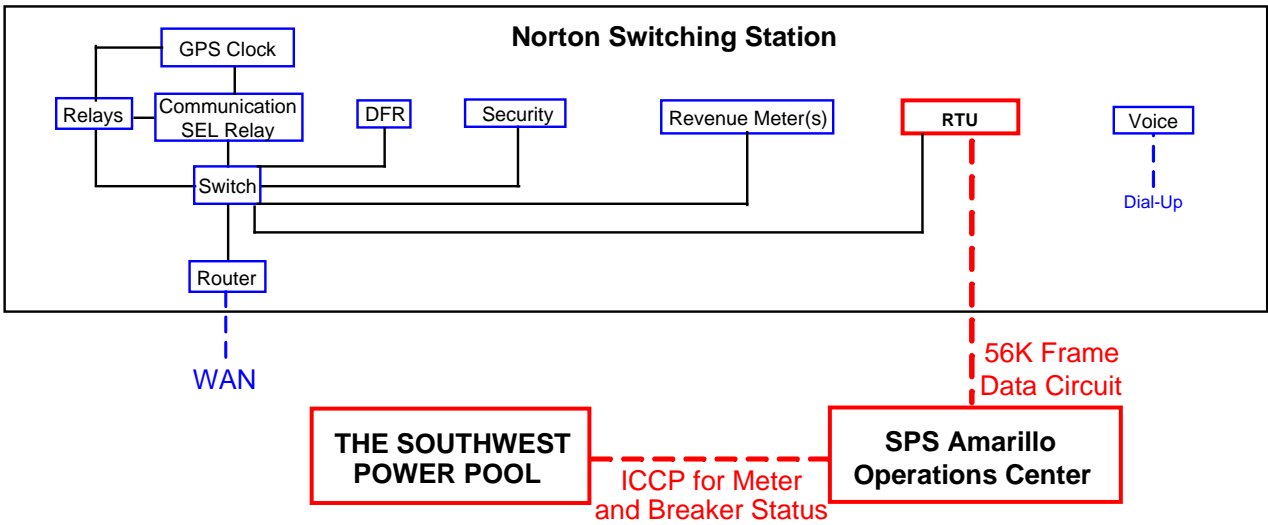 Norton Switching Station
GPS Clock
Relays
Communication
SEL Relay
DFR
Security
Revenue Meter(s)
RTU
Voice
Switch
Dial-Up
Router
WAN
56K Frame
Data Circuit
THE SOUTHWEST
POWER POOL
ICCP for Meter
and Breaker Status
SPS Amarillo
Operations Center